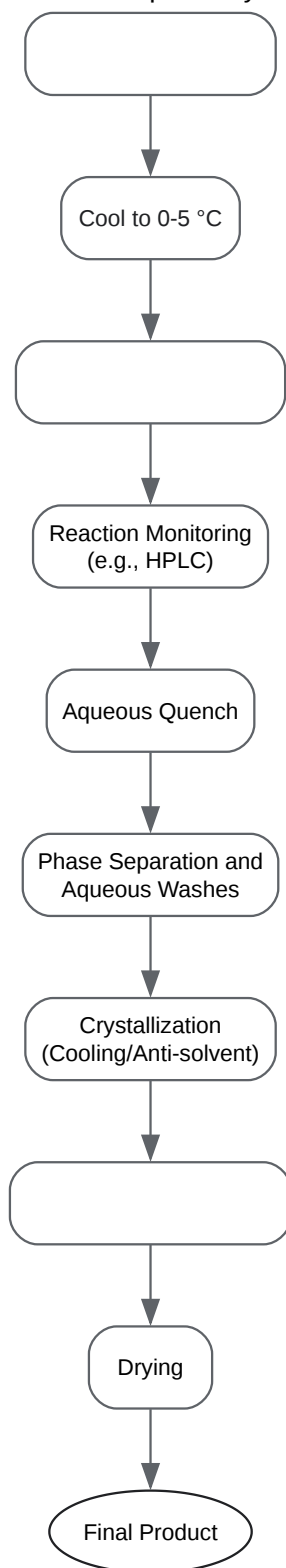 Cool to 0-5 °C
Reaction Monitoring
(e.g., HPLC)
Aqueous Quench
Phase Separation and
Aqueous Washes
Crystallization
(Cooling/Anti-solvent)
Drying
Final Product